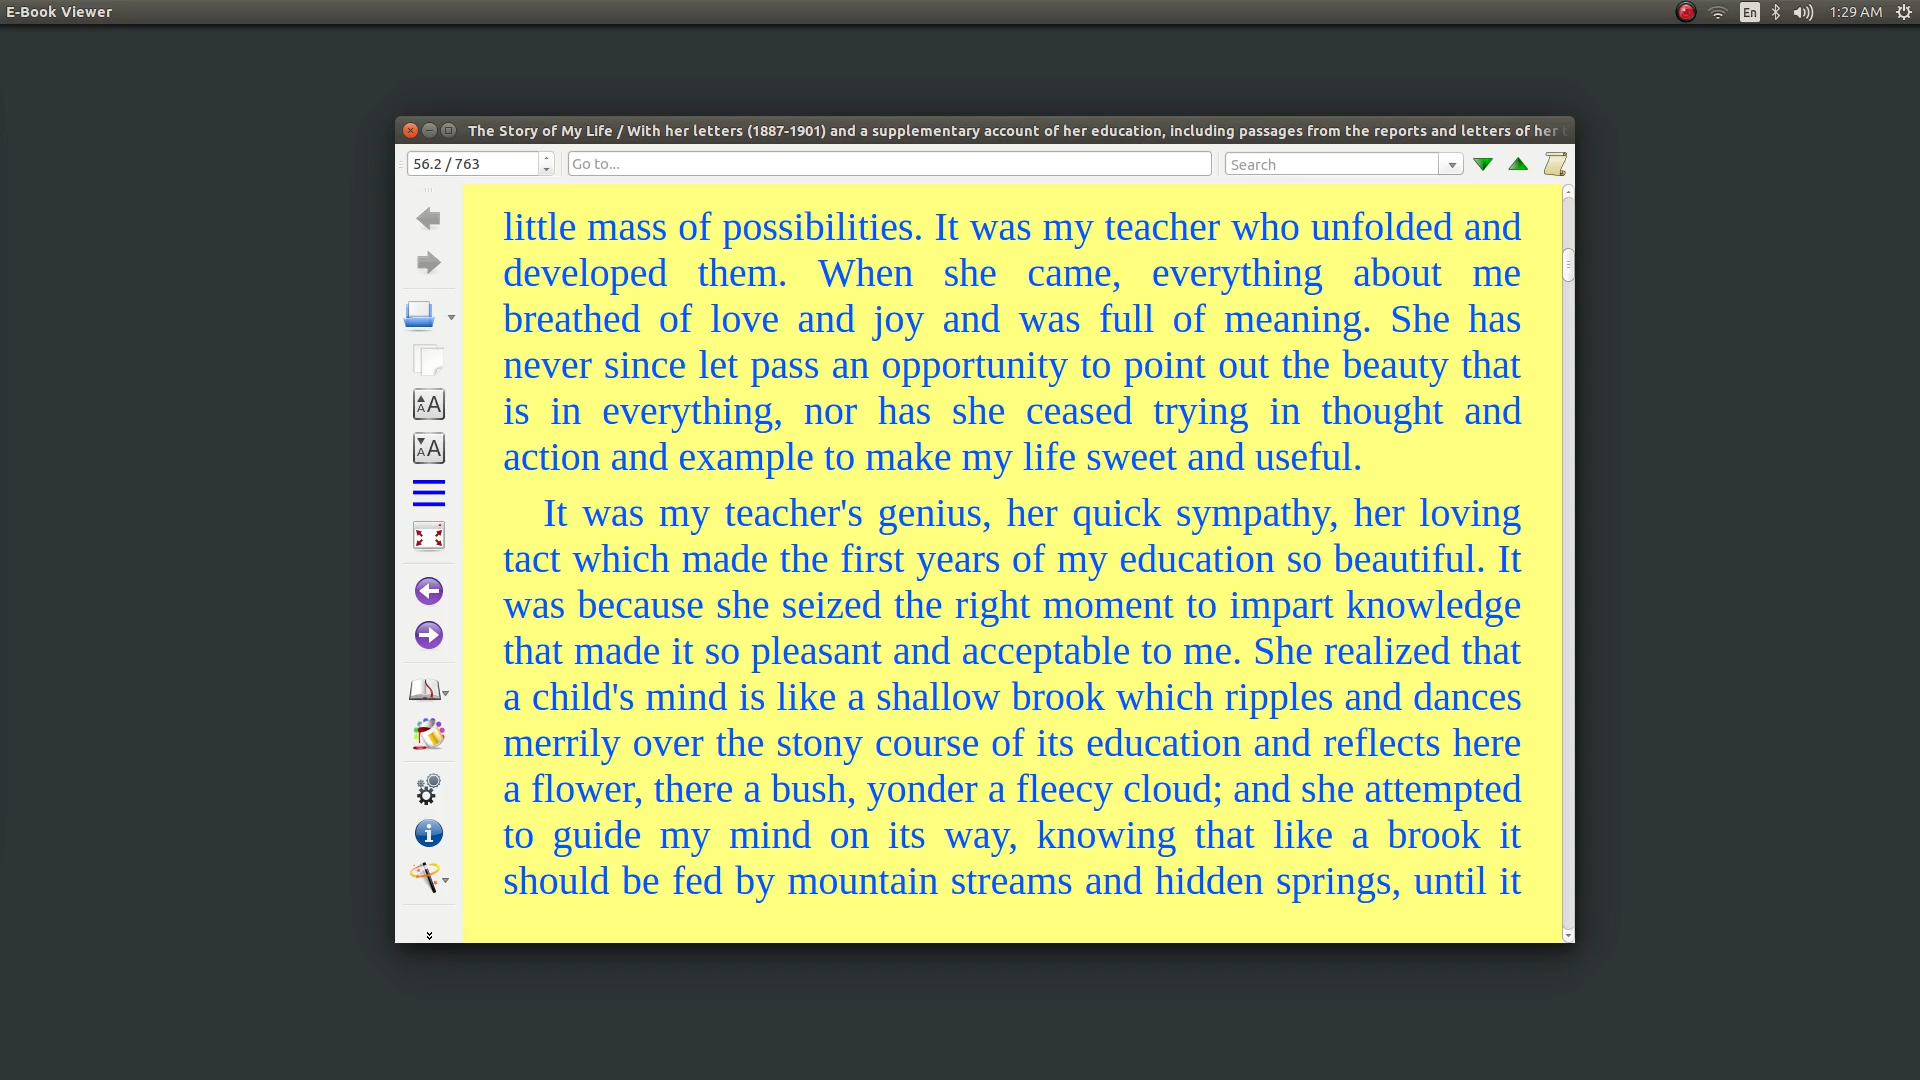 E-Book Viewer
En
1:29 AM
The Story of My Life / With her letters (1887-1901) and a supplementary account of her education, including passages from the reports and letters of her t
56.2 / 763
Go to...
Search
little mass of possibilities. It was my teacher who unfolded and
developed them. When she came, everything about me
breathed of love and joy and was full of meaning. She has
never since let pass an opportunity to point out the beauty that
is in everything, nor has she ceased trying in thought and
action and example to make my life sweet and useful.
It was my teacher's genius, her quick sympathy, her loving
tact which made the first years of my education so beautiful. It
was because she seized the right moment to impart knowledge
that made it so pleasant and acceptable to me. She realized that
a child's mind is like a shallow brook which ripples and dances
merrily over the stony course of its education and reflects here
a flower, there a bush, yonder a fleecy cloud; and she attempted
to guide my mind on its way, knowing that like a brook it
should be fed by mountain streams and hidden springs, until it